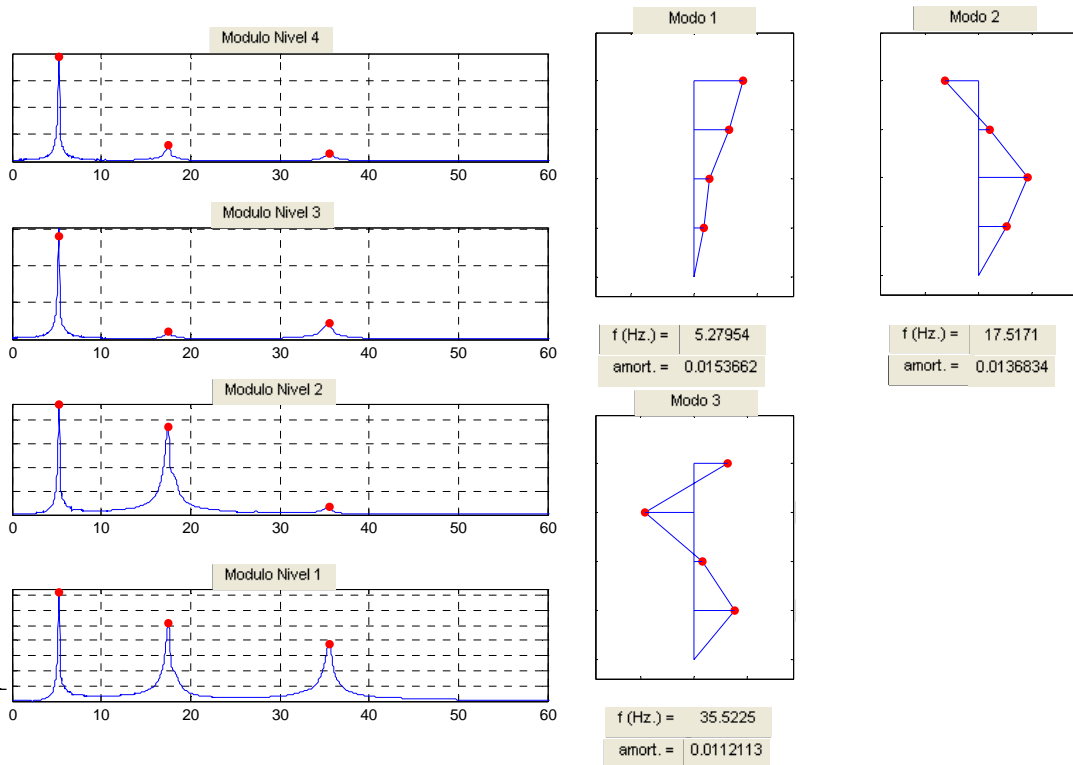 Modulo Nivel 4
0 10 20 30 40 50 60
Modulo Nivel 3
0 10 20 30 40 50 60
Modulo Nivel 2
0 10 20 30 40 50 60
Modulo Nivel 1
0 10 20 30 40 50 60
Modo 1
f (Hz.) = 5.27954
amort. = 0.0153662
Modo 2
f (Hz.) = 17.5171
amort. = 0.0136834
Modo 3
f (Hz.) = 35.5225
amort. = 0.0112113